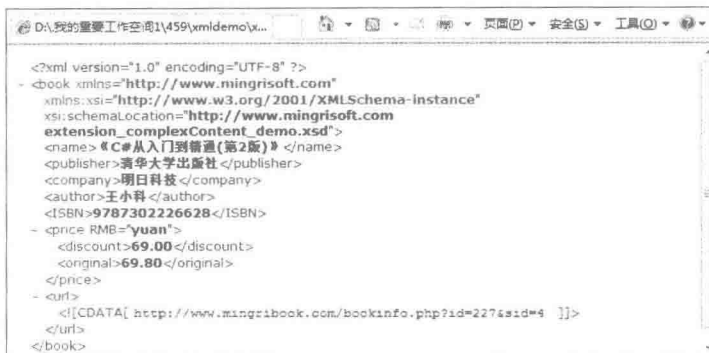 D:\我的重要工作空间1\459\xmldemo\x... 页面(P) 安全(S) 工具(O)
<?xml version="1.0" encoding="UTF-8" ?>
- <book xmlns="http://www.mingrisoft.com"
xmlns:xsi="http://www.w3.org/2001/XMLSchema-instance"
xsi:schemaLocation="http://www.mingrisoft.com
extension_complexContent_demo.xsd">
<name>《C#从入门到精通(第2版)》</name>
<publisher>清华大学出版社</publisher>
<company>明日科技</company>
<author>王小科</author>
<ISBN>9787302226628</ISBN>
- <price RMB="yuan">
<discount>69.00</discount>
<original>69.80</original>
</price>
- <url>
<![CDATA[ http://www.mingribook.com/bookinfo.php?id=227&sid=4 ]]>
</url>
</book>